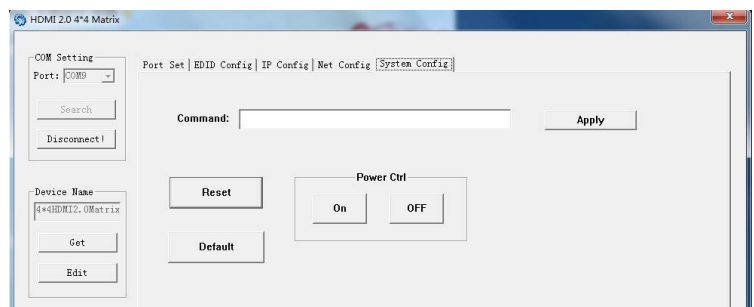 HDMI 2.0 4*4 Matrix
COM Setting
Port: COM9
Search
Disconnect!
Device Name
4*4HDMI2.0Matrix
Get
Edit
Port Set EDID Config IP Config Net Config System Config
Command:
Apply
Reset
Default
Power Ctrl
On OFF